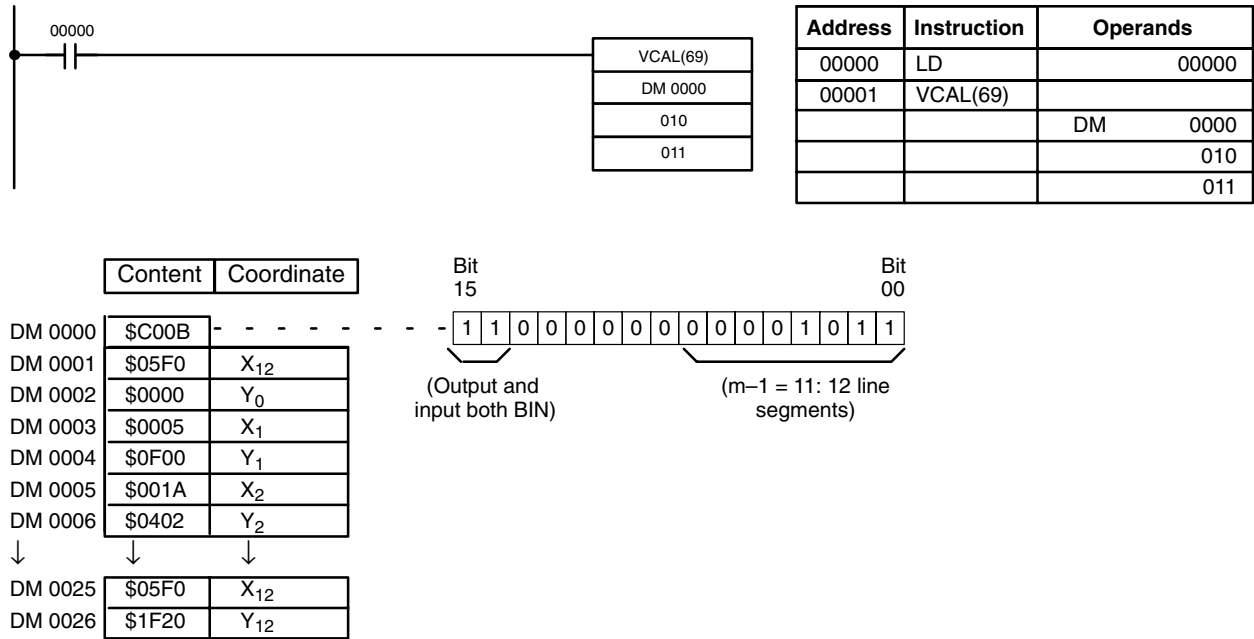 00000
VCAL(69)
DM 0000
010
011
Address Instruction Operands
00000 LD 00000
00001 VCAL(69)
DM 0000
010
011
Content Coordinate
Bit 15
Bit 00
DM 0000 $C00B - - - - - - - - 1 1 0 0 0 0 0 0 0 0 0 0 1 0 1 1
DM 0001 $05F0 X12
DM 0002 $0000 Y0
DM 0003 $0005 X1
DM 0004 $0F00 Y1
DM 0005 $001A X2
DM 0006 $0402 Y2
↓ ↓ ↓
DM 0025 $05F0 X12
DM 0026 $1F20 Y12
(Output and
input both BIN)
(m–1 = 11: 12 line
segments)